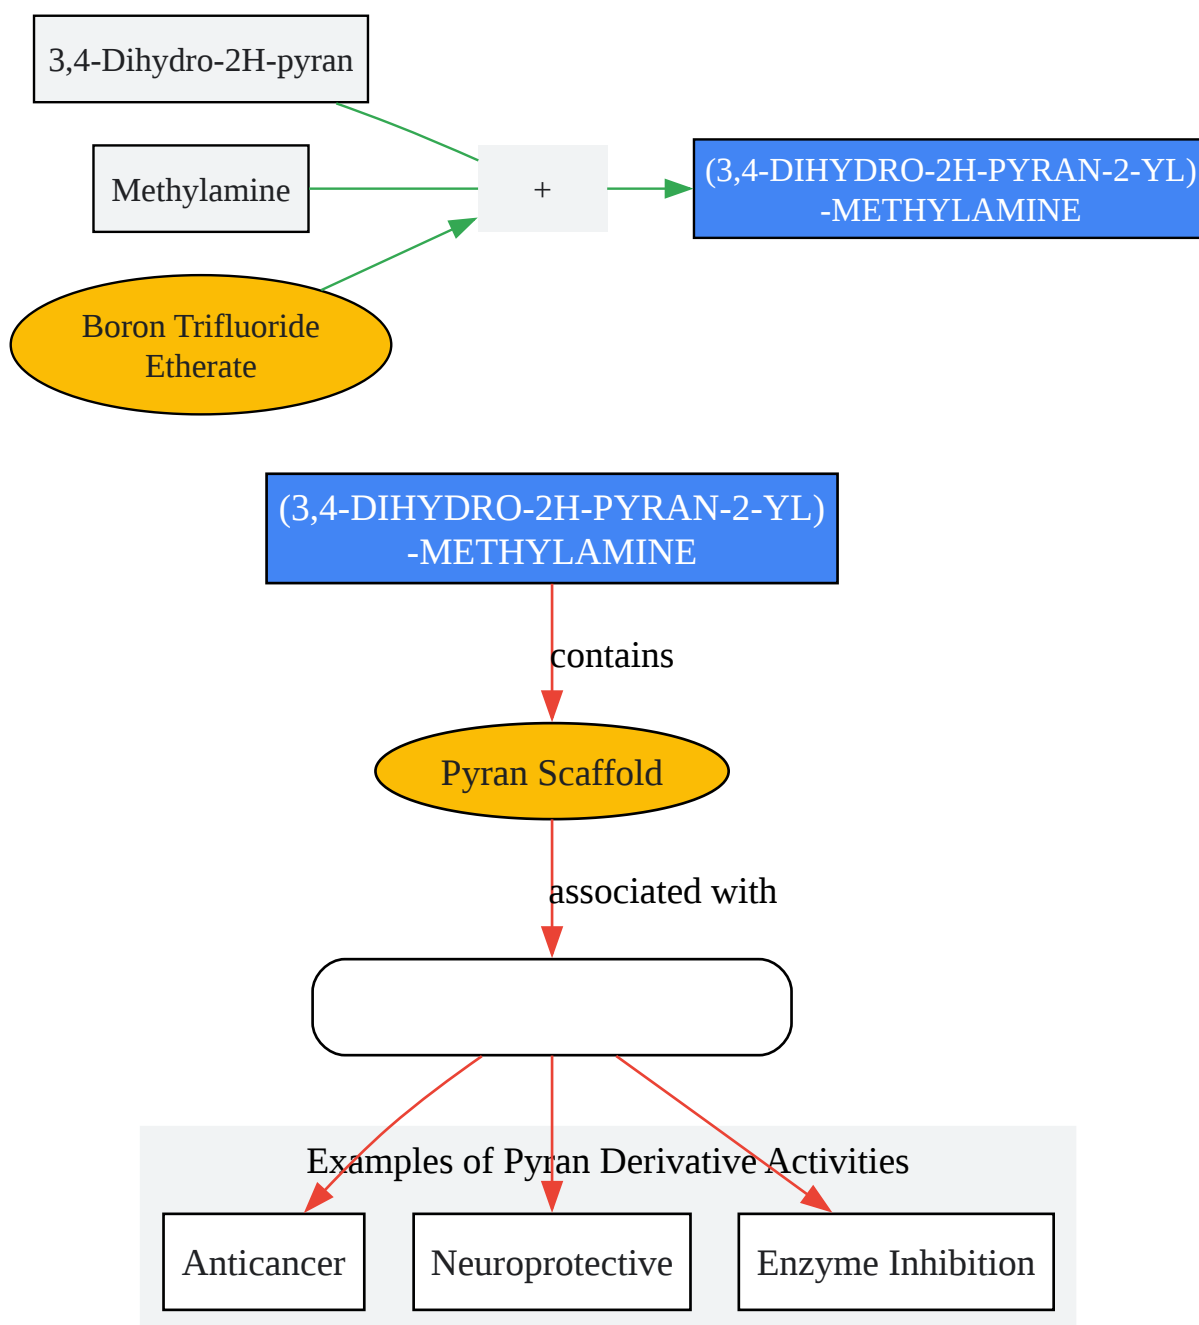 3,4-Dihydro-2H-pyran
Methylamine
+
(3,4-DIHYDRO-2H-PYRAN-2-YL)
-METHYLAMINE
Boron Trifluoride
Etherate
(3,4-DIHYDRO-2H-PYRAN-2-YL)
-METHYLAMINE
contains
Pyran Scaffold
associated with
Examples of Pyran Derivative Activities
Anticancer
Neuroprotective
Enzyme Inhibition